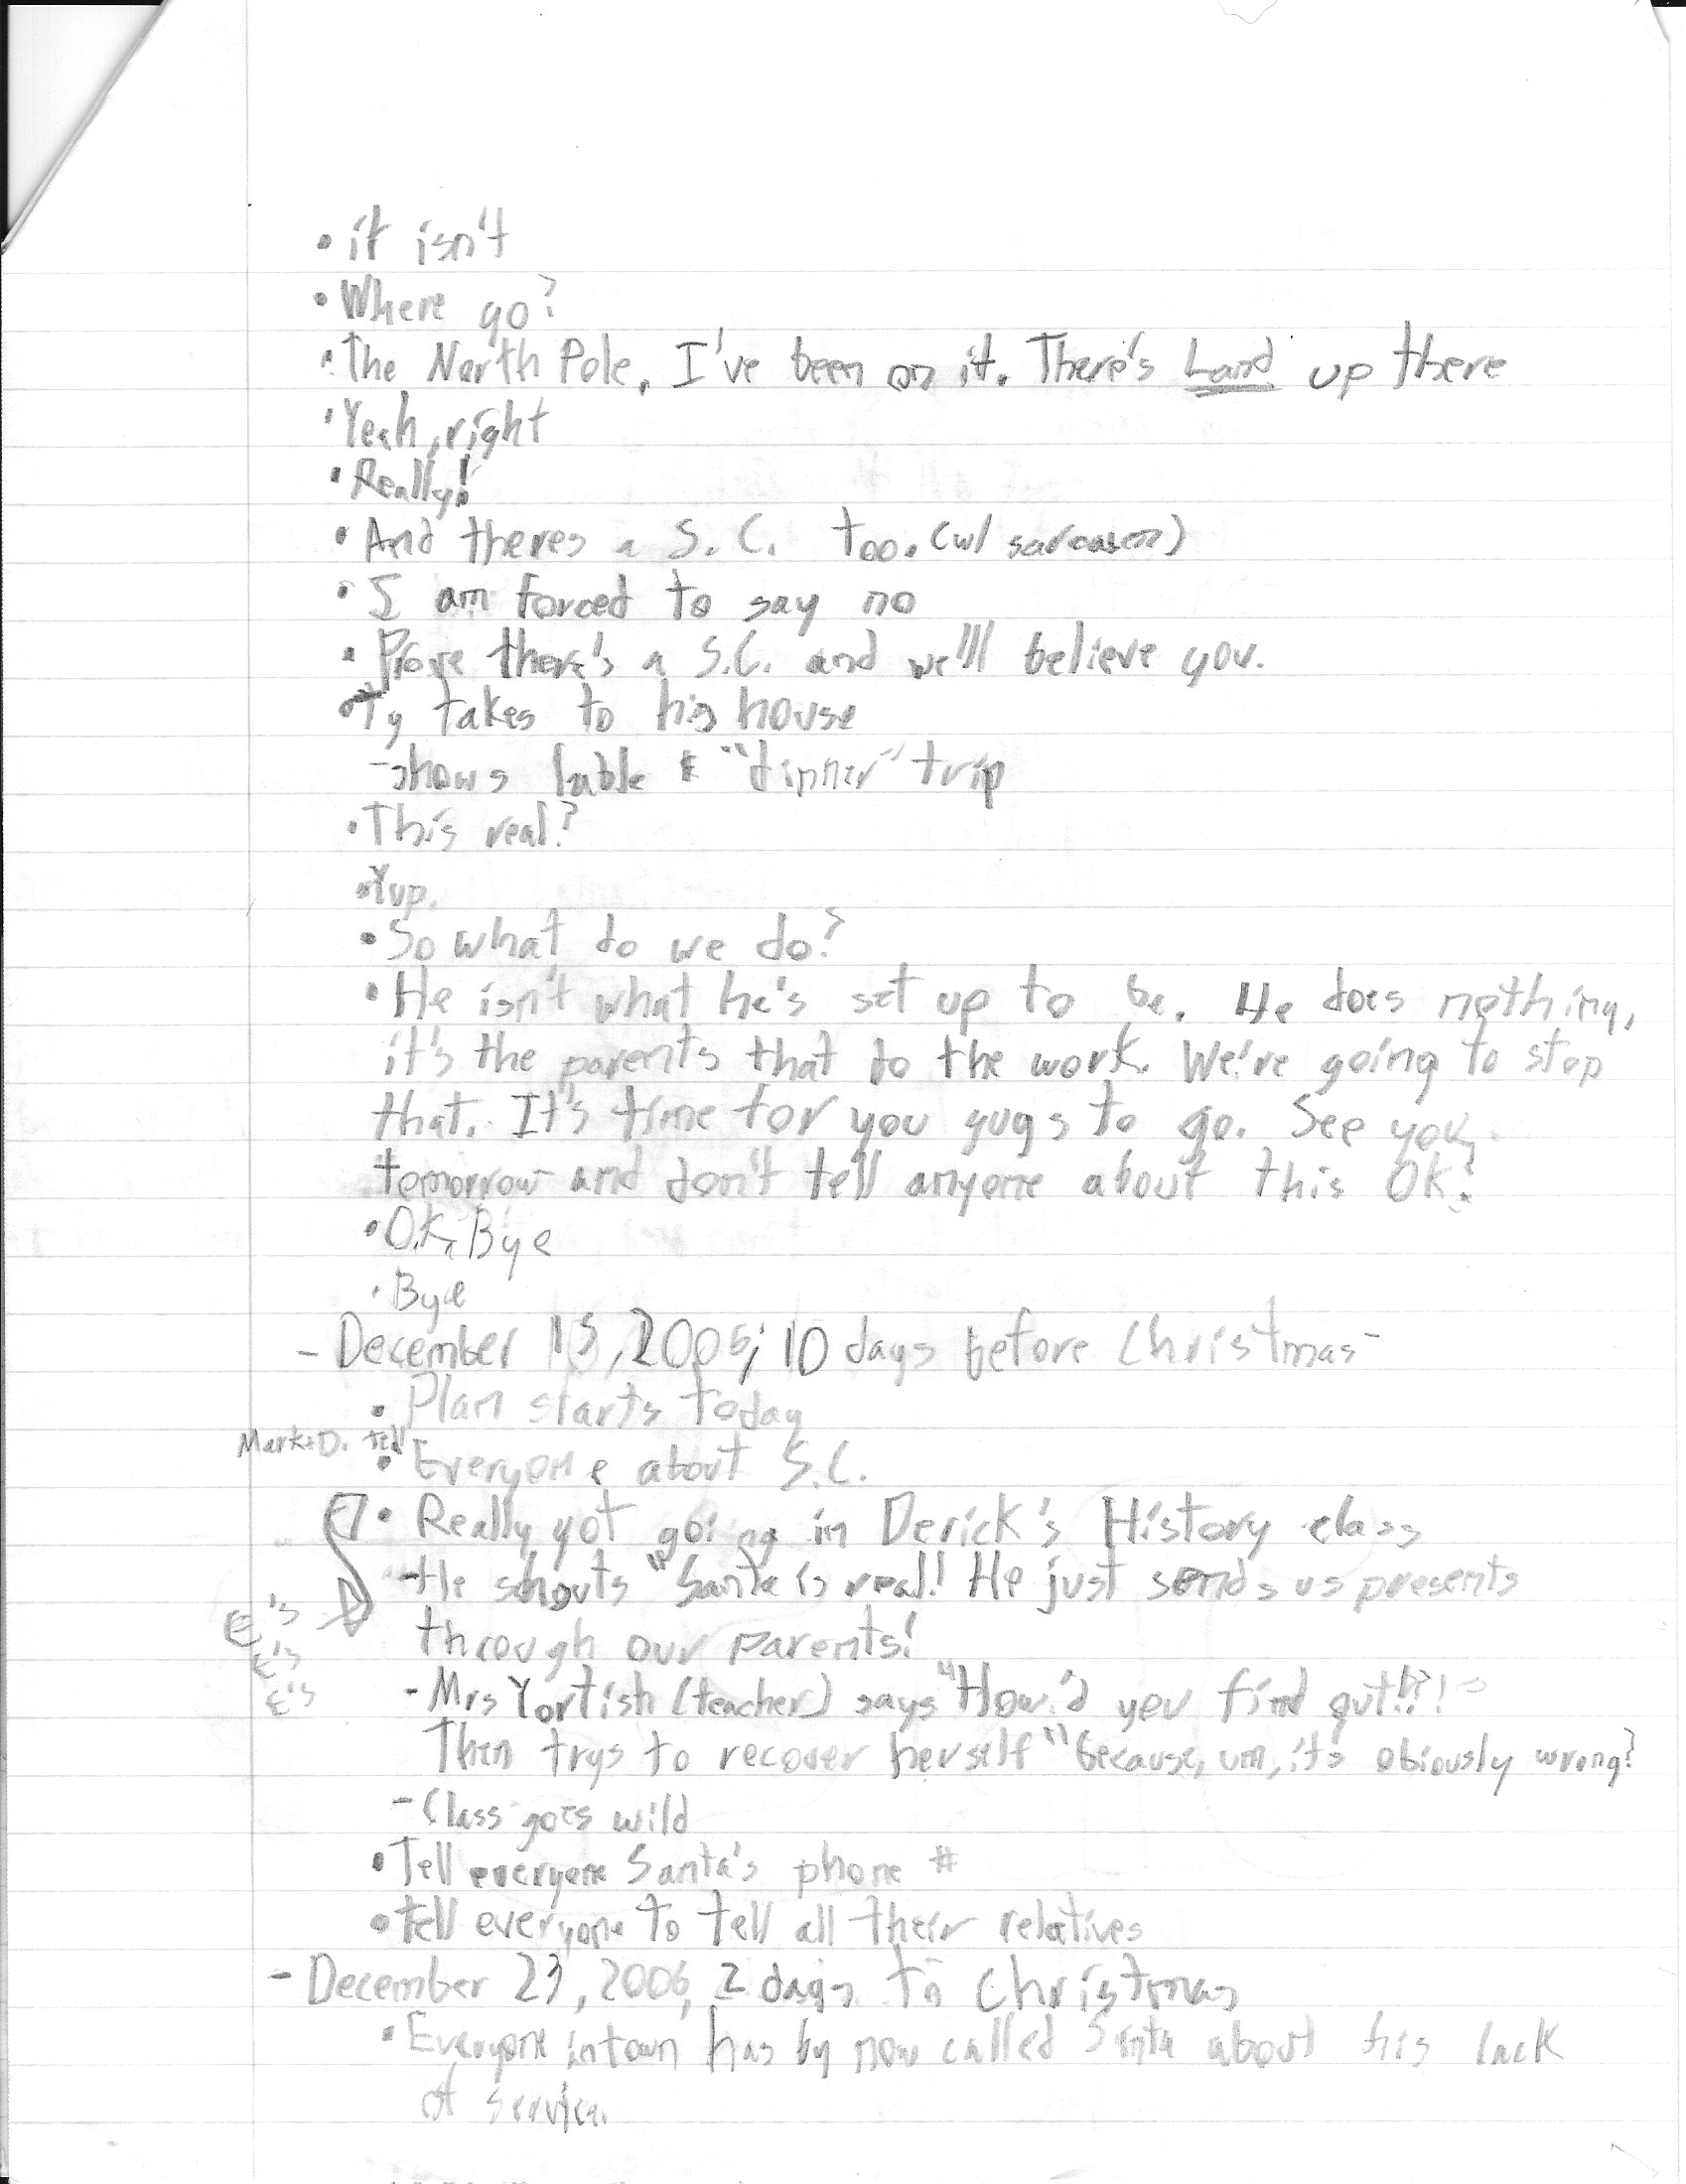 • it isn't
• Where go?
• The North Pole, I've been on it. There's Land up there
• Yeah, right
• Really!
• And theres a S. C. too. (w/ sarcasm)
• I am forced to say no
• Prove there's a S.C. and we'll believe you.
• Ty takes to his house
- shows lable & "dinner" trip
• This real?
• Yup.
• So what do we do?
• He isn't what he's set up to be. He does nothing,
it's the parents that do the work. We're going to stop
that. It's time for you guys to go. See you
tomorrow and don't tell anyone about this OK?
• O.K, Bye
• Bye
- December 15, 2006; 10 days before Christmas-
• Plan starts today
Mark & D. tell
• Everyone about S.C.
• Really got going in Derick's History class
- He shouts "Santa is real! He just sends us presents
E's through our parents!
E's
E's - Mrs Yortish (teacher) says "How'd you find out!!?!
Then trys to recover herself "because, um, it's obiously wrong?
- Class goes wild
• Tell everyone Santa's phone #
• tell everyone to tell all their relatives
- December 23, 2006, 2 days to Christmas
• Everyone in town has by now called Santa about his lack
of service.